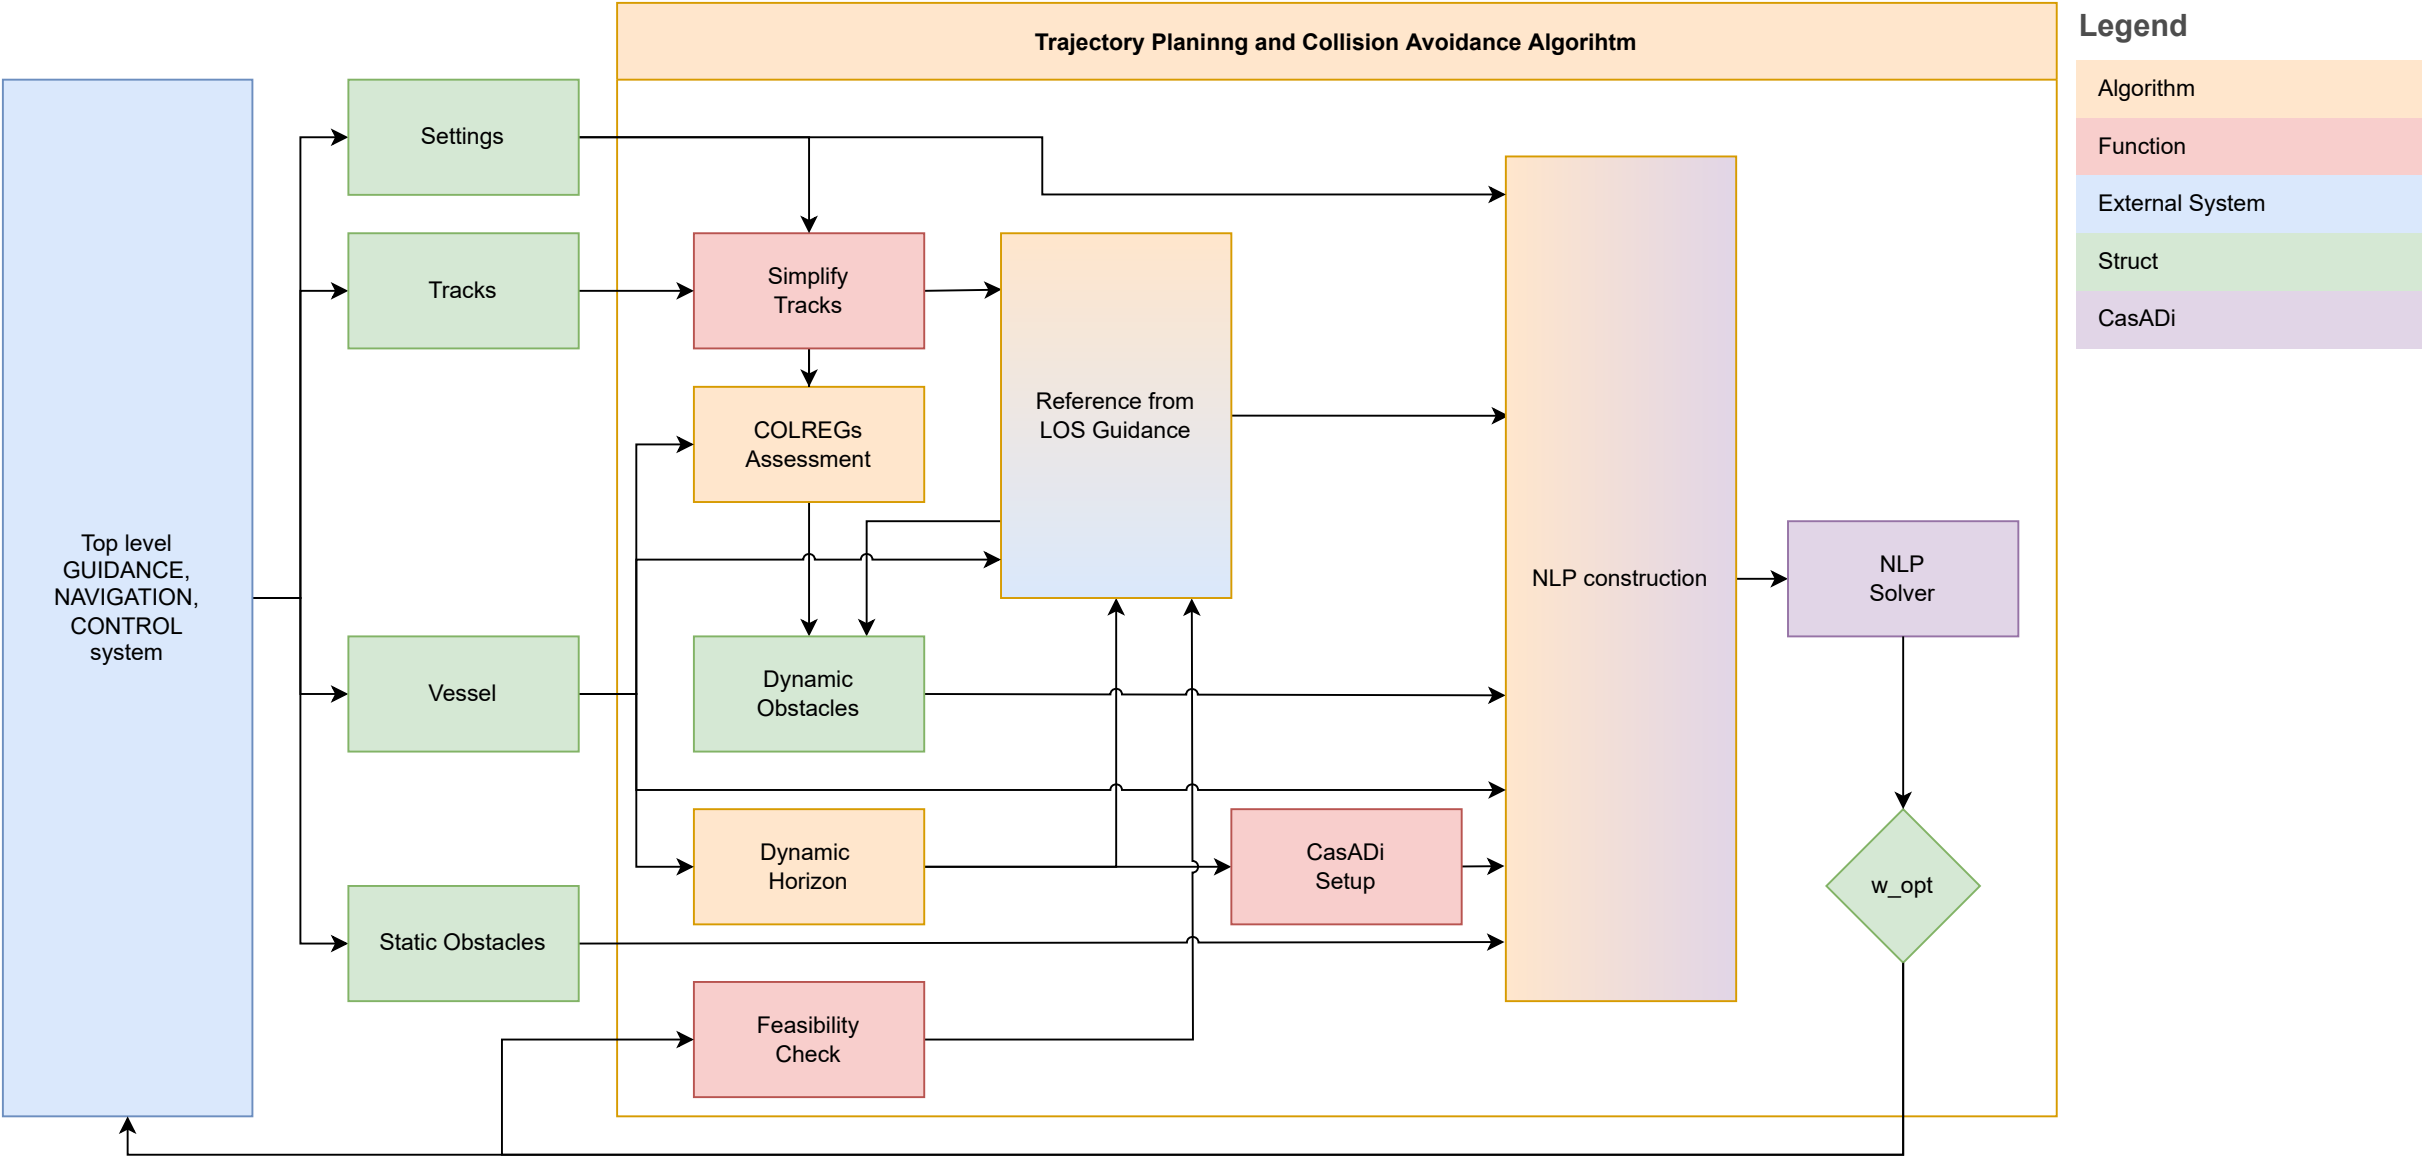 Trajectory Planinng and Collision Avoidance Algorihtm
Legend
Algorithm
Function
External System
Struct
CasADi
Settings
Tracks
Simplify
Tracks
COLREGs
Assessment
Reference from
LOS Guidance
Top level
GUIDANCE,
NAVIGATION,
CONTROL
system
Vessel
Dynamic
Obstacles
NLP construction
NLP
Solver
Dynamic
Horizon
CasADi
Setup
w_opt
Static Obstacles
Feasibility
Check